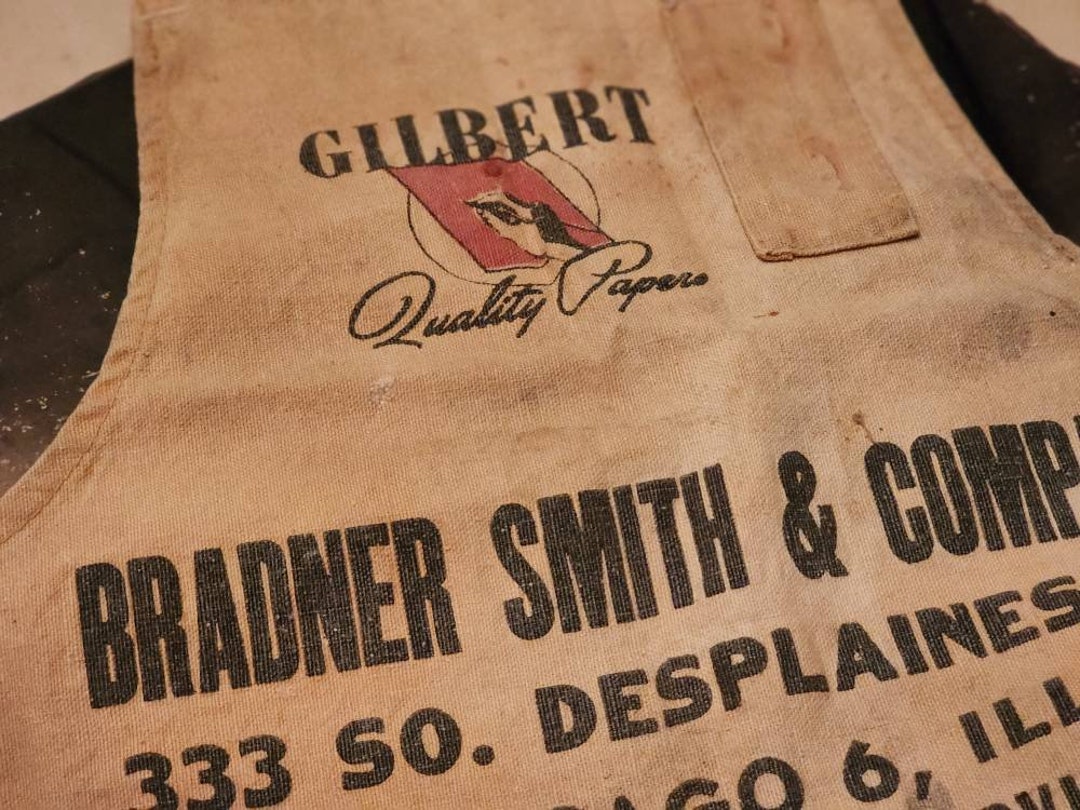 GILBERT
Quality Papers
BRADNER SMITH & COMP
333 SO. DESPLAINES
AGO 6, ILL